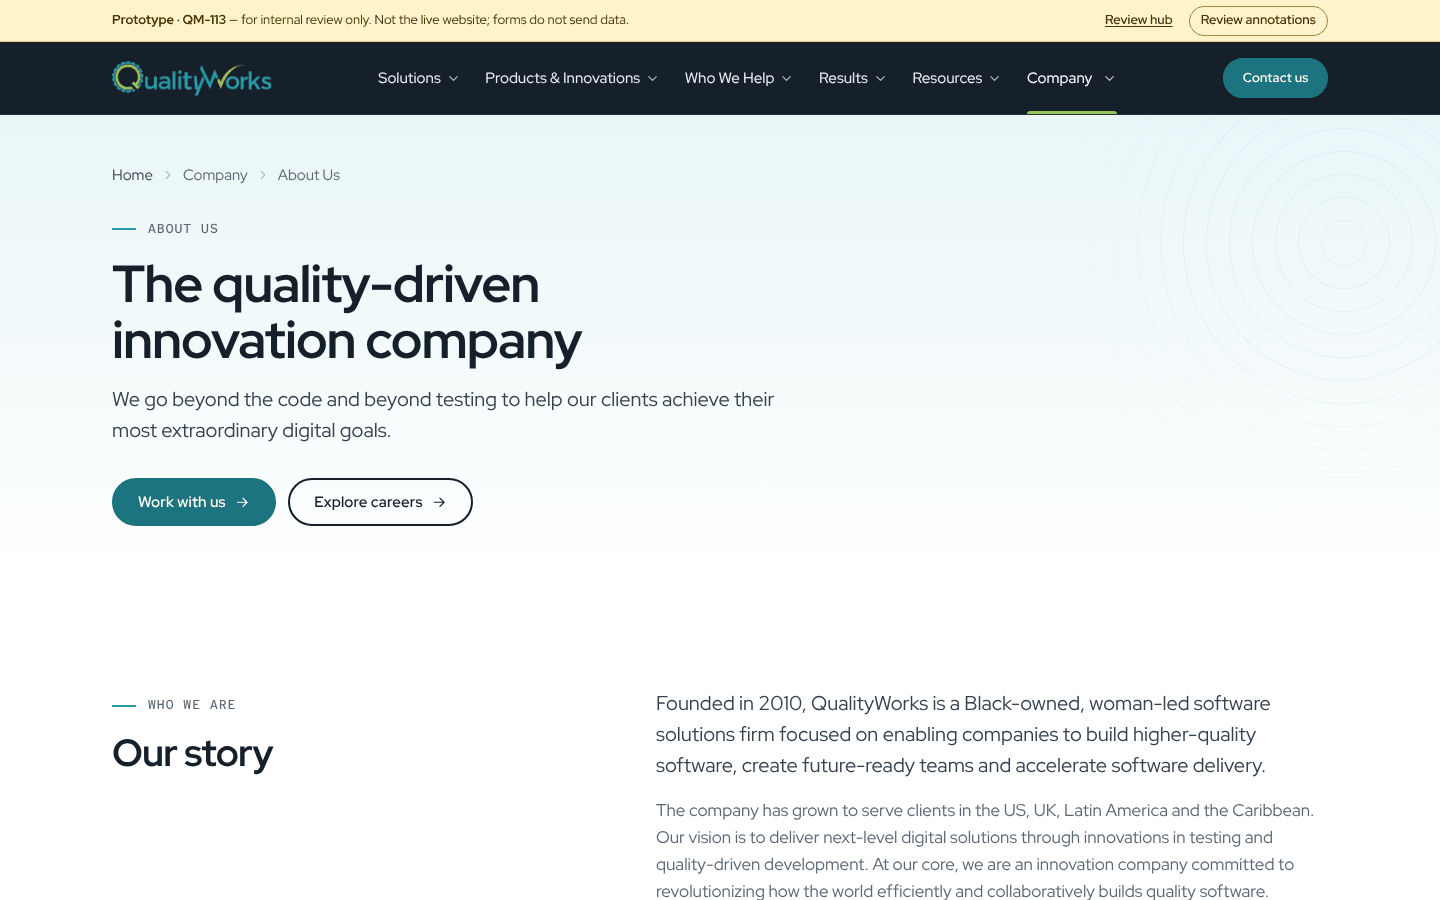 Prototype · QM-113 — for internal review only. Not the live website; forms do not send data.
Review hub
Review annotations
QualityWorks
Solutions
Products & Innovations
Who We Help
Results
Resources
Company
Contact us
Home > Company > About Us
ABOUT US
The quality-driven
innovation company
We go beyond the code and beyond testing to help our clients achieve their
most extraordinary digital goals.
Work with us →
Explore careers →
WHO WE ARE
Our story
Founded in 2010, QualityWorks is a Black-owned, woman-led software
solutions firm focused on enabling companies to build higher-quality
software, create future-ready teams and accelerate software delivery.
The company has grown to serve clients in the US, UK, Latin America and the Caribbean.
Our vision is to deliver next-level digital solutions through innovations in testing and
quality-driven development. At our core, we are an innovation company committed to
revolutionizing how the world efficiently and collaboratively builds quality software.